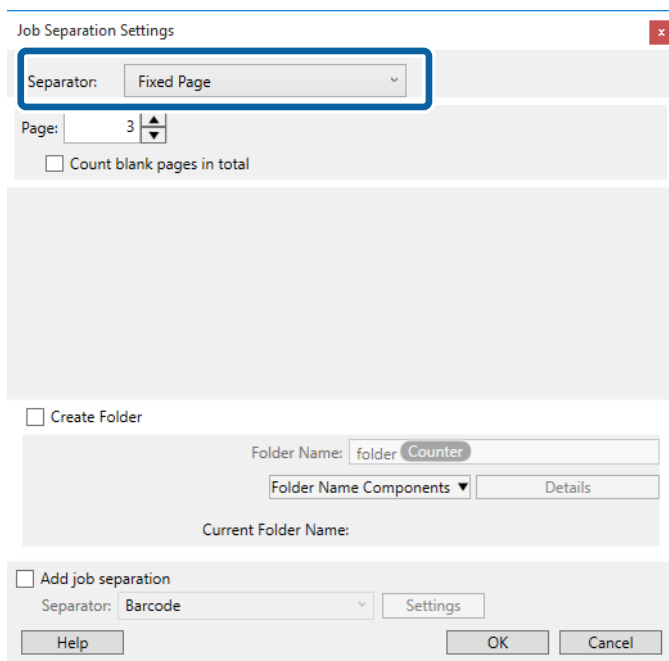 Job Separation Settings
x
Separator: Fixed Page
Page: 3
Count blank pages in total
Create Folder
Folder Name: folder Counter
Folder Name Components Details
Current Folder Name:
Add job separation
Separator: Barcode Settings
Help OK Cancel